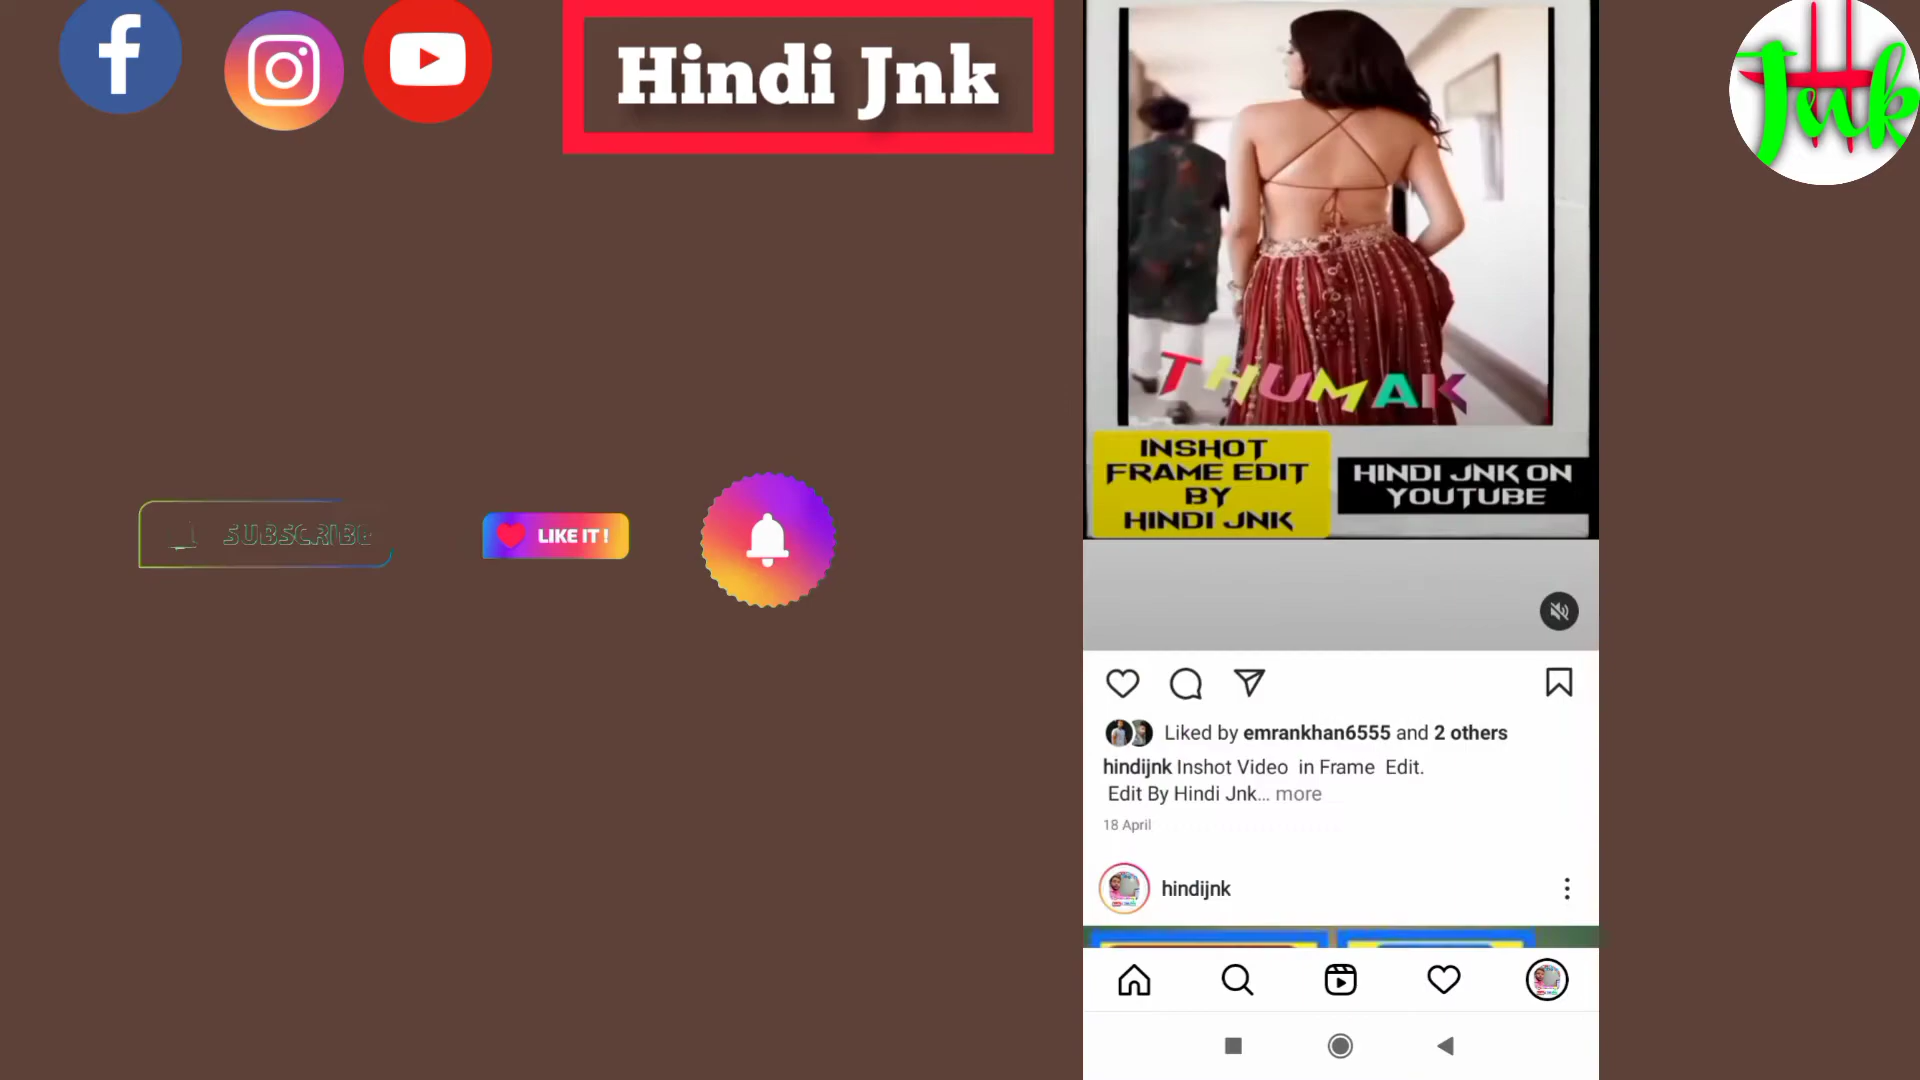 Hindi Jnk
Jnk
THUMAK
INSHOT
FRAME EDIT
BY
HINDI JNK
HINDI JNK ON
YOUTUBE
SUBSCRIBE
LIKE IT !
Liked by emrankhan6555 and 2 others
hindijnk Inshot Video in Frame Edit.
Edit By Hindi Jnk... more
18 April
hindijnk